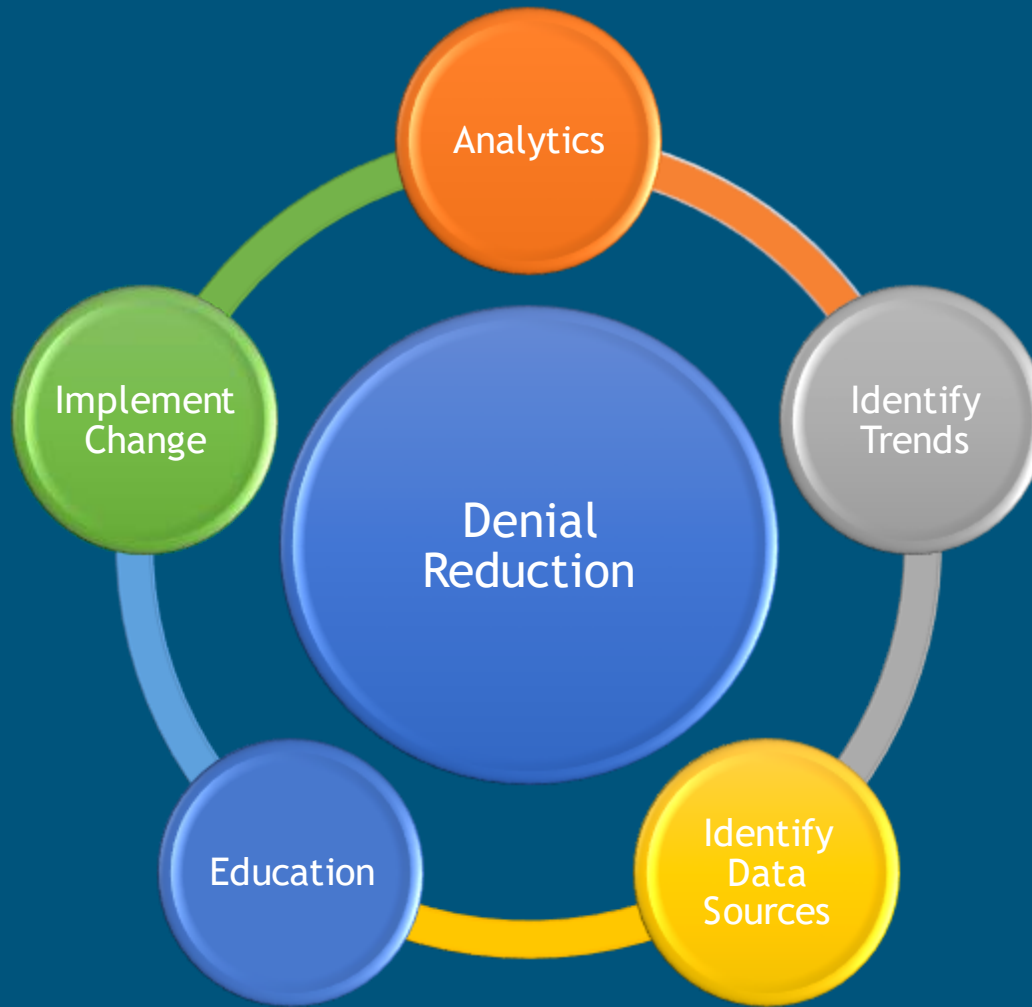 Analytics
Identify
Trends
Identify
Data
Sources
Education
Implement
Change
Denial
Reduction